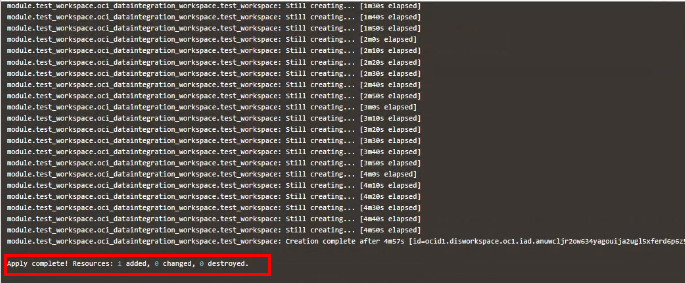 module.test_workspace.oci_dataintegration_workspace.test_workspace: Still creating... [1m30s elapsed]
module.test_workspace.oci_dataintegration_workspace.test_workspace: Still creating... [1m40s elapsed]
module.test_workspace.oci_dataintegration_workspace.test_workspace: Still creating... [1m50s elapsed]
module.test_workspace.oci_dataintegration_workspace.test_workspace: Still creating... [2m0s elapsed]
module.test_workspace.oci_dataintegration_workspace.test_workspace: Still creating... [2m10s elapsed]
module.test_workspace.oci_dataintegration_workspace.test_workspace: Still creating... [2m20s elapsed]
module.test_workspace.oci_dataintegration_workspace.test_workspace: Still creating... [2m30s elapsed]
module.test_workspace.oci_dataintegration_workspace.test_workspace: Still creating... [2m40s elapsed]
module.test_workspace.oci_dataintegration_workspace.test_workspace: Still creating... [2m50s elapsed]
module.test_workspace.oci_dataintegration_workspace.test_workspace: Still creating... [3m0s elapsed]
module.test_workspace.oci_dataintegration_workspace.test_workspace: Still creating... [3m10s elapsed]
module.test_workspace.oci_dataintegration_workspace.test_workspace: Still creating... [3m20s elapsed]
module.test_workspace.oci_dataintegration_workspace.test_workspace: Still creating... [3m30s elapsed]
module.test_workspace.oci_dataintegration_workspace.test_workspace: Still creating... [3m40s elapsed]
module.test_workspace.oci_dataintegration_workspace.test_workspace: Still creating... [3m50s elapsed]
module.test_workspace.oci_dataintegration_workspace.test_workspace: Still creating... [4m0s elapsed]
module.test_workspace.oci_dataintegration_workspace.test_workspace: Still creating... [4m10s elapsed]
module.test_workspace.oci_dataintegration_workspace.test_workspace: Still creating... [4m20s elapsed]
module.test_workspace.oci_dataintegration_workspace.test_workspace: Still creating... [4m30s elapsed]
module.test_workspace.oci_dataintegration_workspace.test_workspace: Still creating... [4m40s elapsed]
module.test_workspace.oci_dataintegration_workspace.test_workspace: Still creating... [4m50s elapsed]
module.test_workspace.oci_dataintegration_workspace.test_workspace: Creation complete after 4m57s
Apply complete! Resources: 1 added, 0 changed, 0 destroyed.